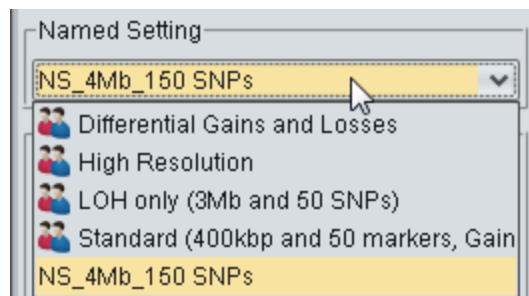 Named Setting
NS_4Mb_150 SNPs
Differential Gains and Losses
High Resolution
LOH only (3Mb and 50 SNPs)
Standard (400kbp and 50 markers, Gain
NS_4Mb_150 SNPs